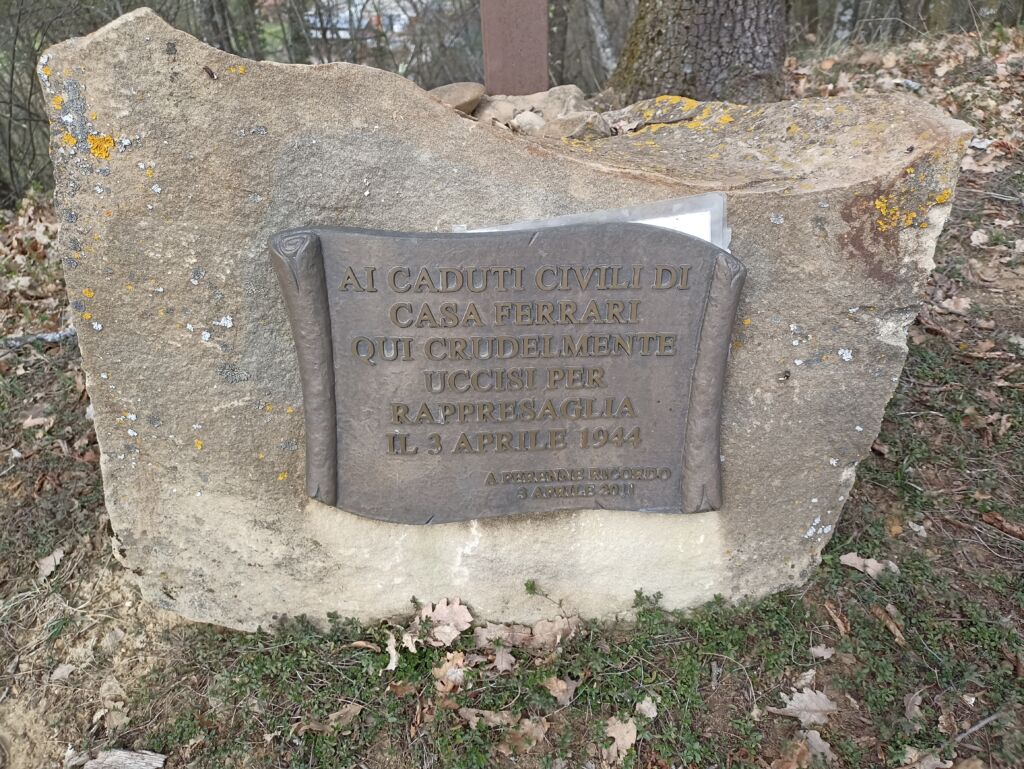 AI CADUTI CIVILI DI
CASA FERRARI
QUI CRUDELMENTE
UCCISI PER
RAPPRESAGLIA
IL 3 APRILE 1944
A PERENNE RICORDO
3 APRILE 2011